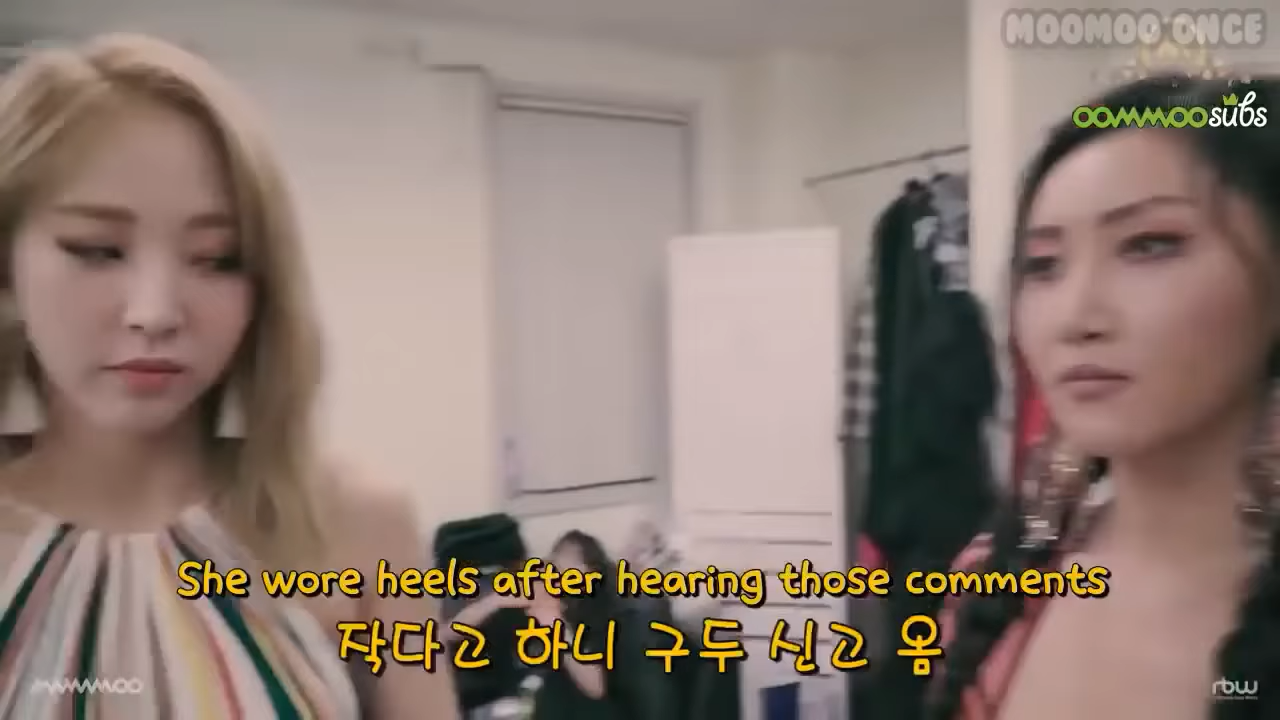 MOOMOO ONCE
OOMMOOSUBS
She wore heels after hearing those comments
작다고 하니 구두 신고 옴
MAMAMOO
rbw